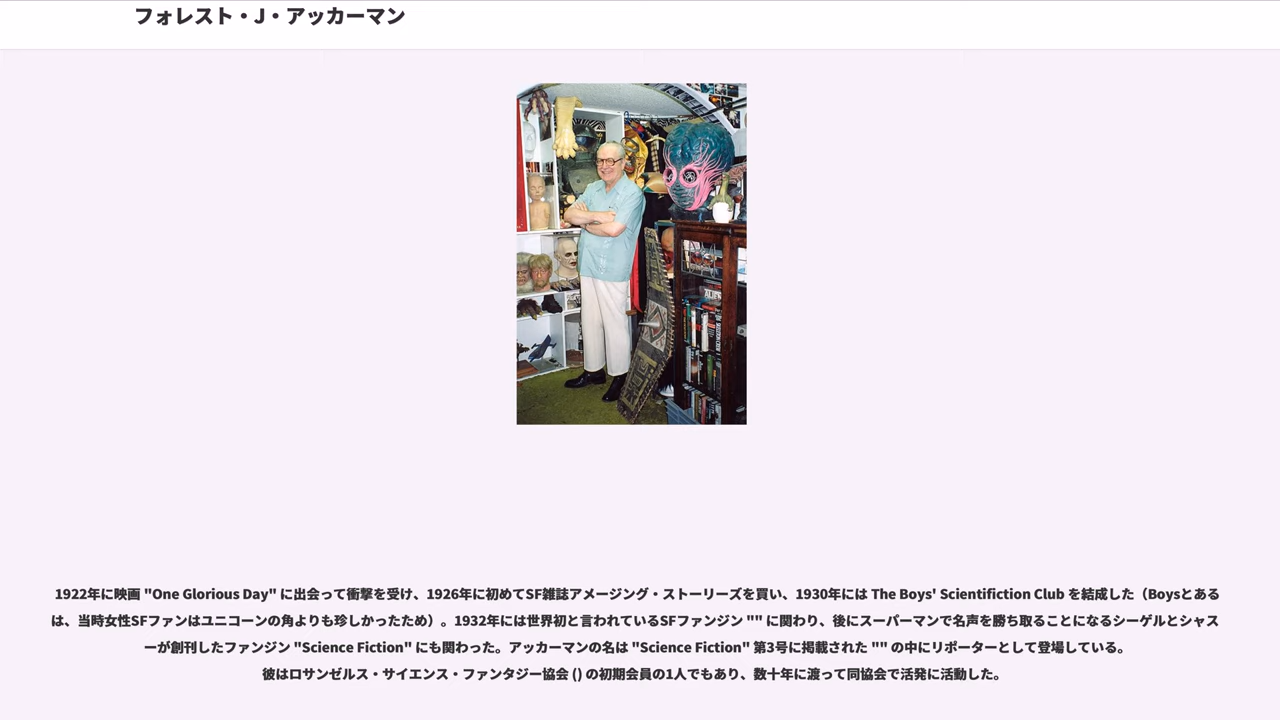 フォレスト・J・アッカーマン
1922年に映画 "One Glorious Day" に出会って衝撃を受け、1926年に初めてSF雑誌アメージング・ストーリーズを買い、1930年には The Boys' Scientifiction Club を結成した（Boysとある
は、当時女性SFファンはユニコーンの角よりも珍しかったため）。1932年には世界初と言われているSFファンジン "" に関わり、後にスーパーマンで名声を勝ち取ることになるシーゲルとシャス
ーが創刊したファンジン "Science Fiction" にも関わった。アッカーマンの名は "Science Fiction" 第3号に掲載された "" の中にリポーターとして登場している。
彼はロサンゼルス・サイエンス・ファンタジー協会 () の初期会員の1人でもあり、数十年に渡って同協会で活発に活動した。